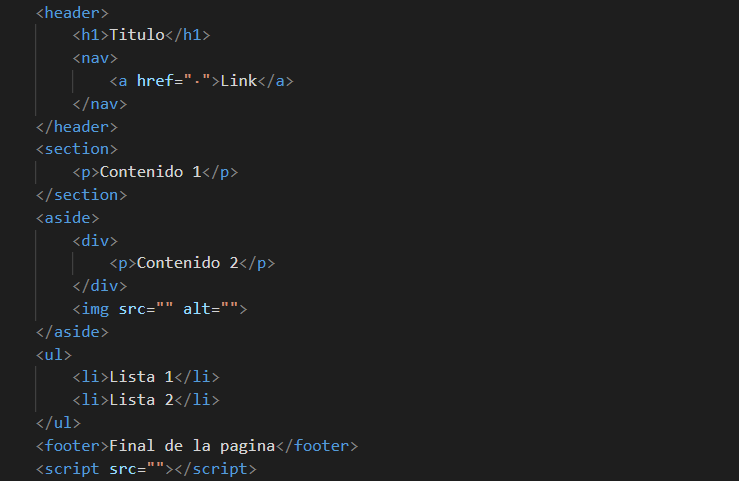 <header>
<h1>Titulo</h1>
<nav>
<a href="·">Link</a>
</nav>
</header>
<section>
<p>Contenido 1</p>
</section>
<aside>
<div>
<p>Contenido 2</p>
</div>
<img src="" alt="">
</aside>
<ul>
<li>Lista 1</li>
<li>Lista 2</li>
</ul>
<footer>Final de la pagina</footer>
<script src=""></script>